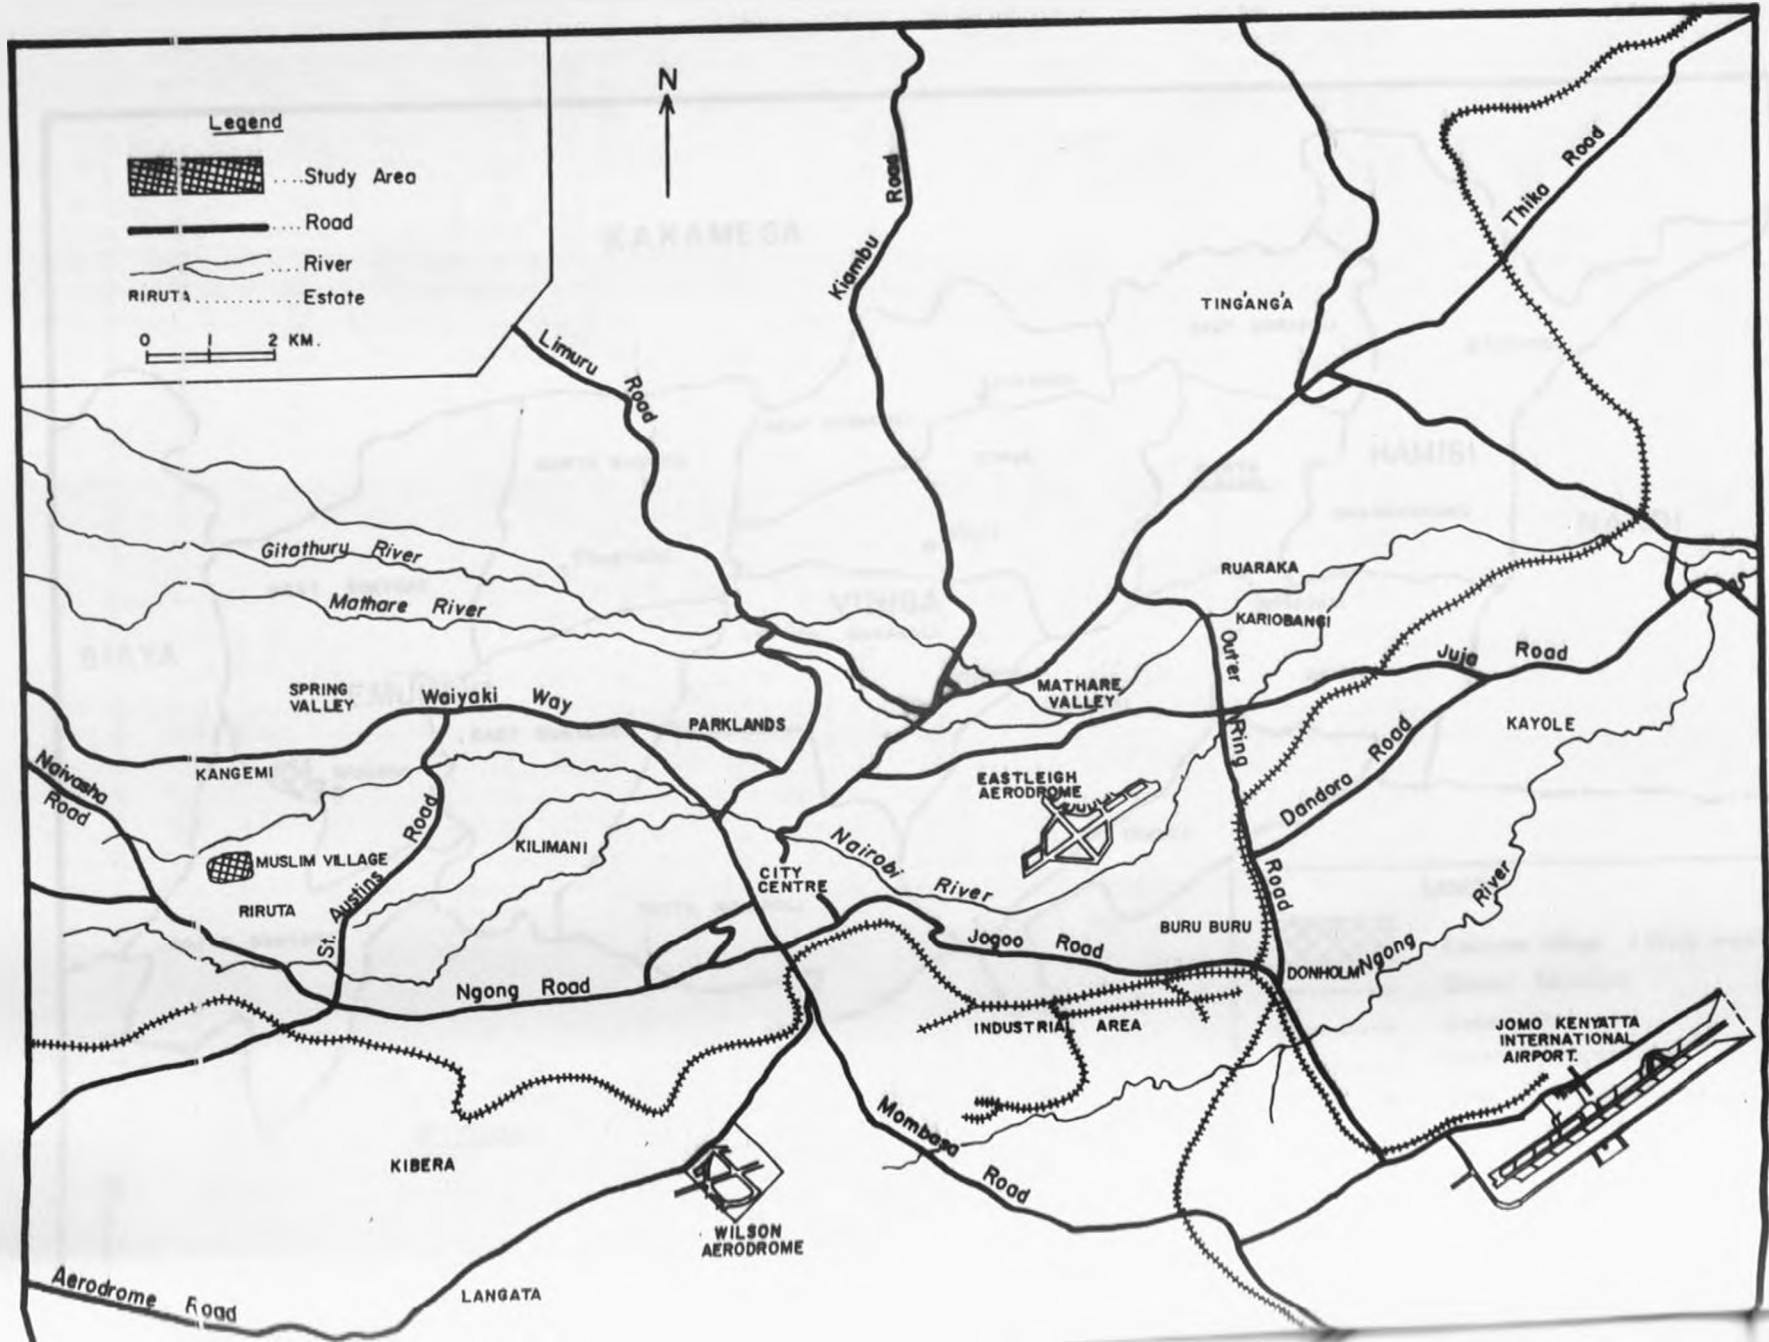 N
Legend
....Study Area
....Road
....River
RIRUTA..........Estate
0 1 2 KM.
Limuru Road
Kiambu Road
Thika Road
TING'ANG'A
Gitathury River
Mathare River
RUARAKA
KARIOBANGI
Outer Ring Road
Juja Road
SPRING
VALLEY
Waiyaki Way
PARKLANDS
MATHARE
VALLEY
KAYOLE
Naivasha
Road
KANGEMI
EASTLEIGH
AERODROME
Dandora Road
MUSLIM VILLAGE
KILIMANI
Nairobi River
CITY
CENTRE
RIRUTA
St. Austins Road
BURU BURU
Jogoo Road
DONHOLM
Ngong River
Ngong Road
INDUSTRIAL AREA
JOMO KENYATTA
INTERNATIONAL
AIRPORT.
Mombasa Road
KIBERA
WILSON
AERODROME
LANGATA
Aerodrome Road